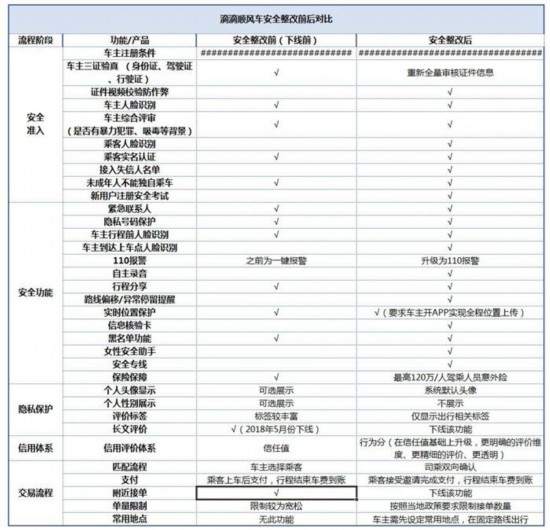 滴滴顺风车安全整改前后对比
流程阶段 功能/产品 安全整改前（下线前） 安全整改后
安全准入 车主注册条件 ############################ ############################
车主三证验真（身份证、驾驶证、行驶证） √ 重新全量审核证件信息
证件视频校验防作弊 √
车主人脸识别 √ √
车主综合评审（是否有暴力犯罪、吸毒等背景） √ √
乘客人脸识别 √
乘客实名认证 √ √
接入失信人名单 √
未成年人不能独自乘车 √ √
新用户注册安全考试 √
安全功能 紧急联系人 √ √
隐私号码保护 √ √
车主行程前人脸识别 √ √
车主到达上车点人脸识别 √
110报警 之前为一键报警 升级为110报警
自主录音 √
行程分享 √ √
路线偏移/异常停留提醒 √
实时位置保护 √ √（要求车主开APP实现全程位置上传）
信息核验卡 √
黑名单功能 √ √
女性安全助手 √
安全专线 √
保险保障 √ 最高120万/人驾乘人员意外险
隐私保护 个人头像显示 可选展示 系统默认头像
个人性别展示 可选展示 不展示
评价标签 标签较丰富 仅显示出行相关标签
长文评价 √（2018年5月份下线） 下线该功能
信用体系 信用评价体系 信任值 行为分（在信任值基础上升级，更明确的评价维度、更精细的评价、更透明）
交易流程 匹配流程 车主选择乘客 司乘双向确认
支付 乘客上车后支付，行程结束车费到账 乘客接受邀请完成支付，行程结束车费到账
附近接单 √ 下线该功能
单量限制 限制较为宽松 按照当地政策要求限制接单数量
常用地点 无此功能 车主需先设定常用地点，在固定路线出行